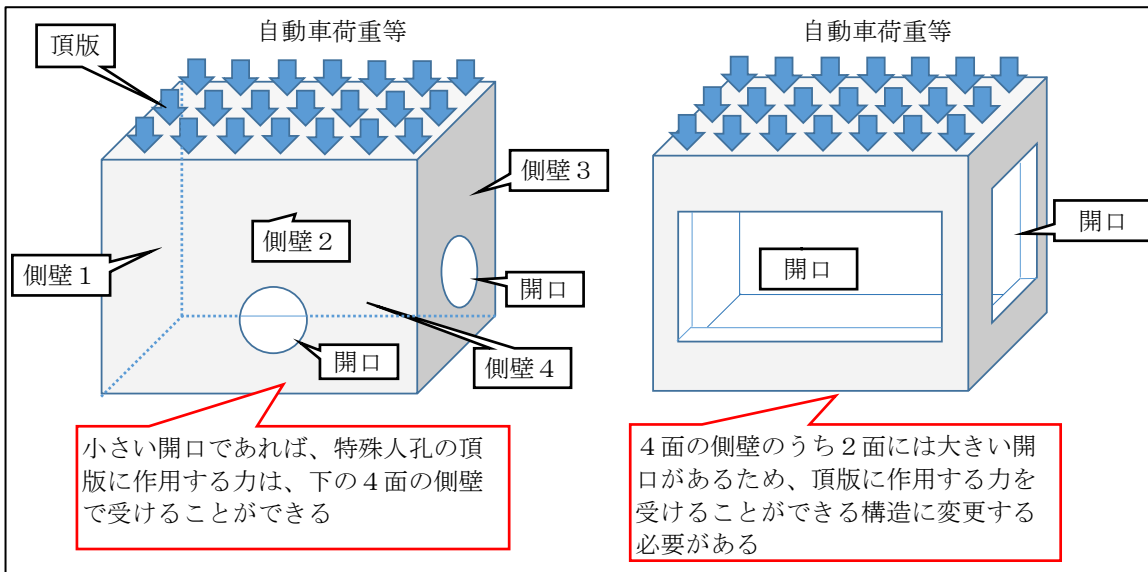 自動車荷重等
頂版
側壁３
側壁２
側壁１
開口
開口
側壁４
小さい開口であれば、特殊人孔の頂
版に作用する力は、下の４面の側壁
で受けることができる
自動車荷重等
開口
開口
４面の側壁のうち２面には大きい開
口があるため、頂版に作用する力を
受けることができる構造に変更する
必要がある